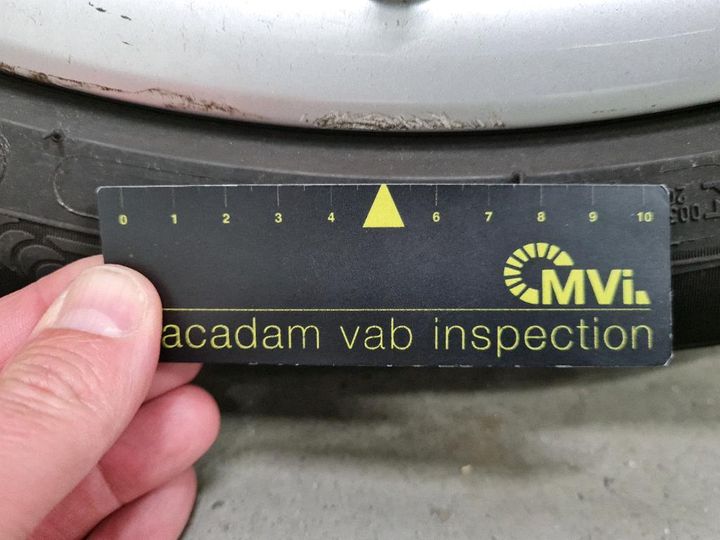 0 1 2 3 4 6 7 8 9 10
MVi.
acadam vab inspection